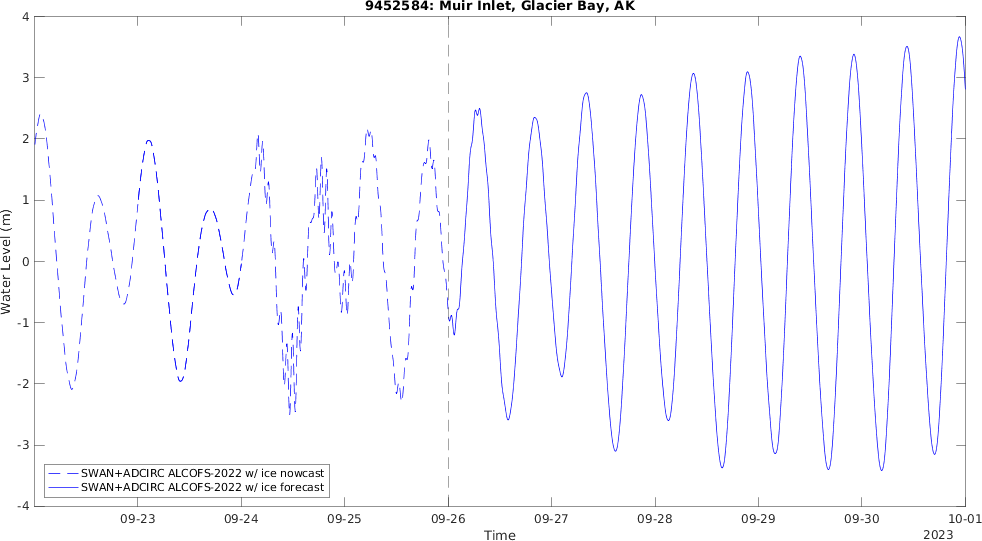 9452584: Muir Inlet, Glacier Bay, AK
4
3
2
1
0
-1
-2
-3
-4
Water Level (m)
SWAN+ADCIRC ALCOFS-2022 w/ ice nowcast
SWAN+ADCIRC ALCOFS-2022 w/ ice forecast
09-23 09-24 09-25 09-26 09-27 09-28 09-29 09-30 10-01
Time
2023